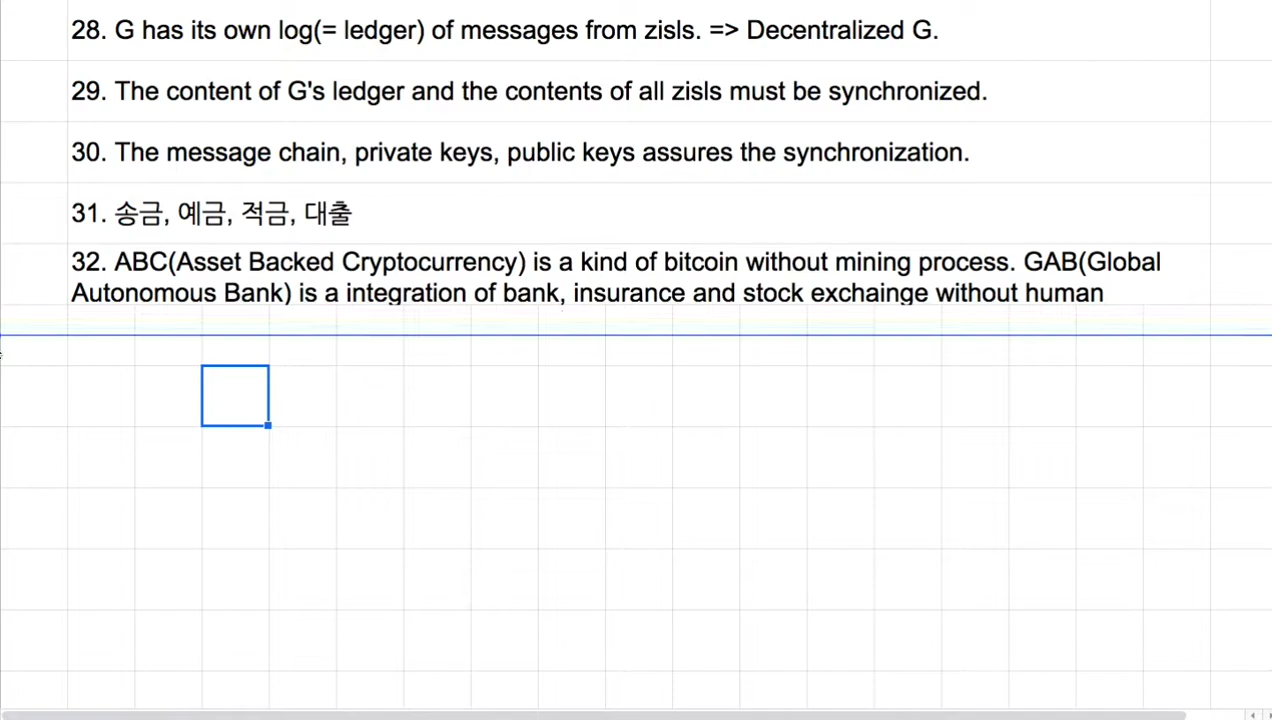 28. G has its own log(= ledger) of messages from zisls. => Decentralized G.
29. The content of G's ledger and the contents of all zisls must be synchronized.
30. The message chain, private keys, public keys assures the synchronization.
31. 송금, 예금, 적금, 대출
32. ABC(Asset Backed Cryptocurrency) is a kind of bitcoin without mining process. GAB(Global
Autonomous Bank) is a integration of bank, insurance and stock exchainge without human